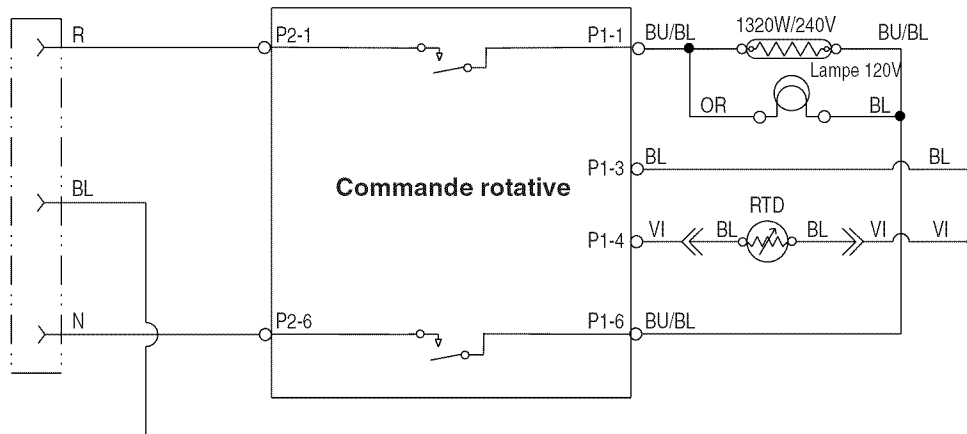 R P2-1 P1-1 BU/BL 1320W/240V BU/BL
Lampe 120V
OR BL
P1-3 BL BL
BL Commande rotative
RTD
P1-4 VI BL BL VI VI
N P2-6 P1-6 BU/BL